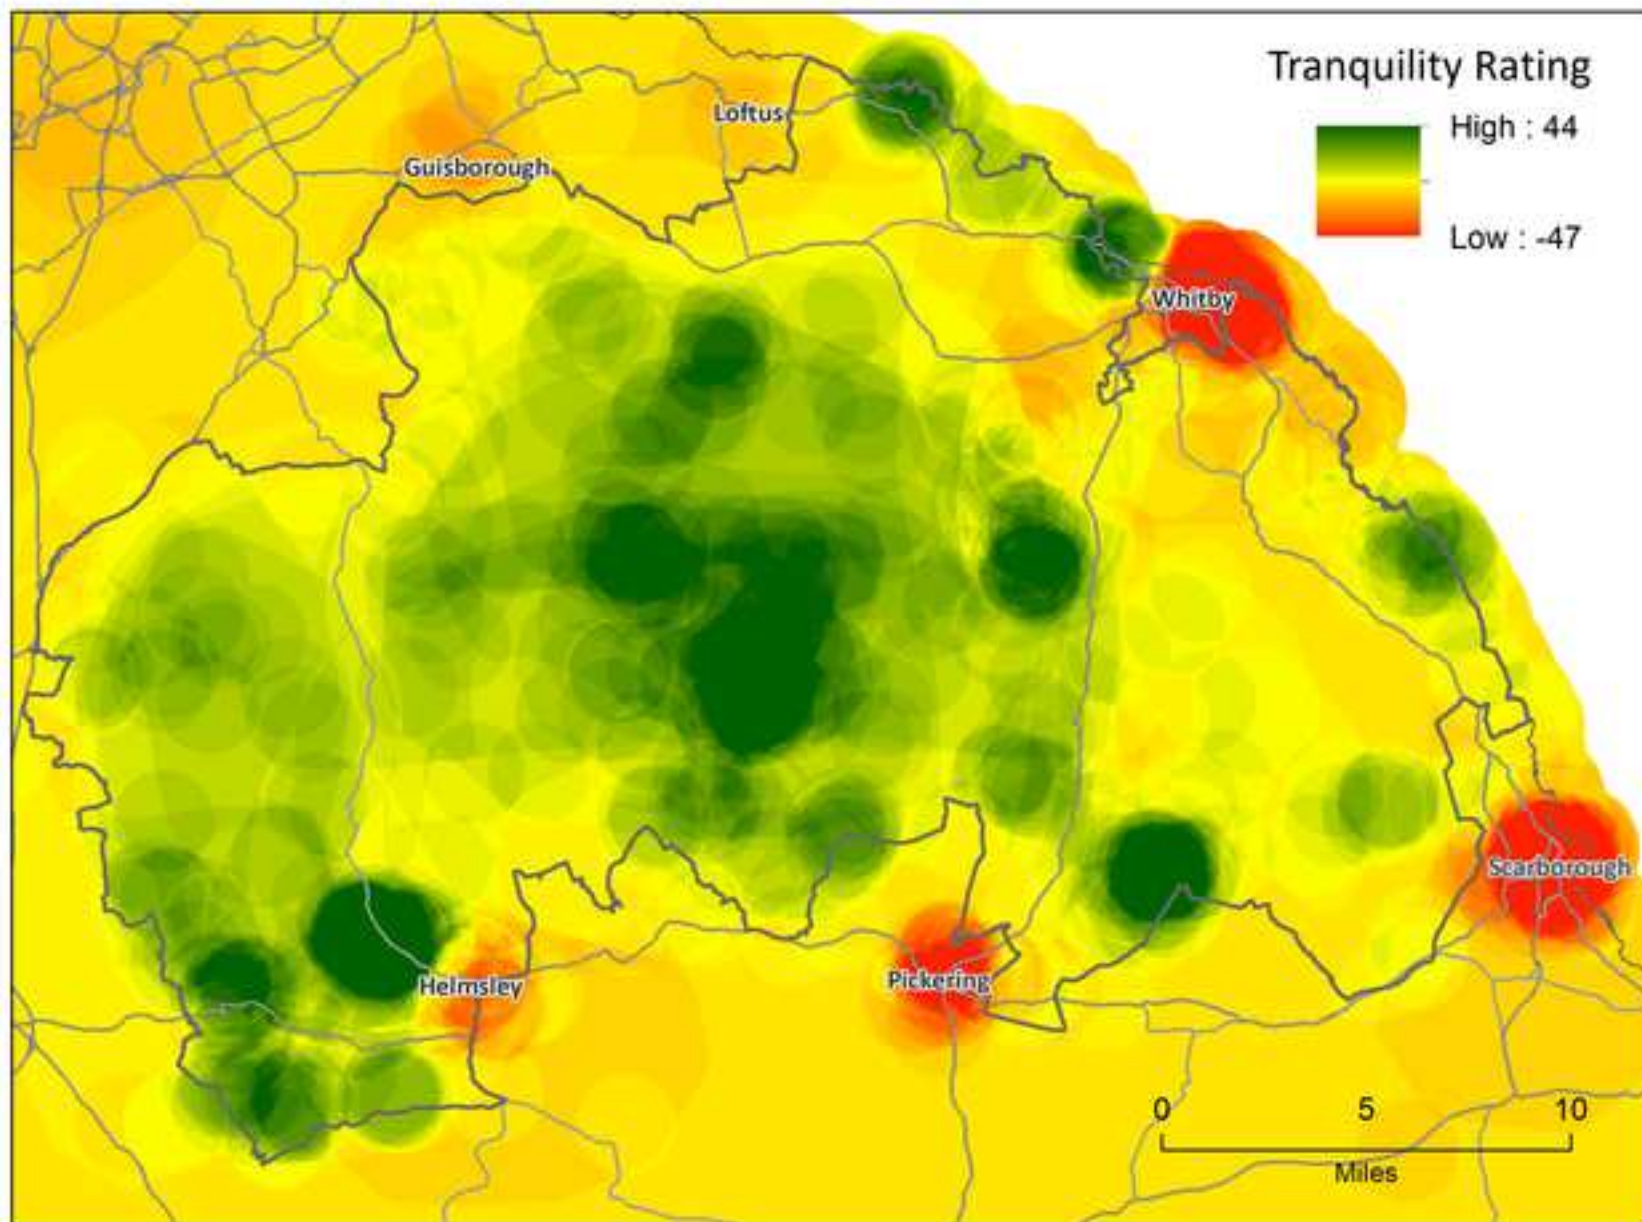 Tranquility Rating
High : 44
Low : -47
Loftus
Guisborough
Whitby
Scarborough
Helmsley
Pickering
0 5 10
Miles